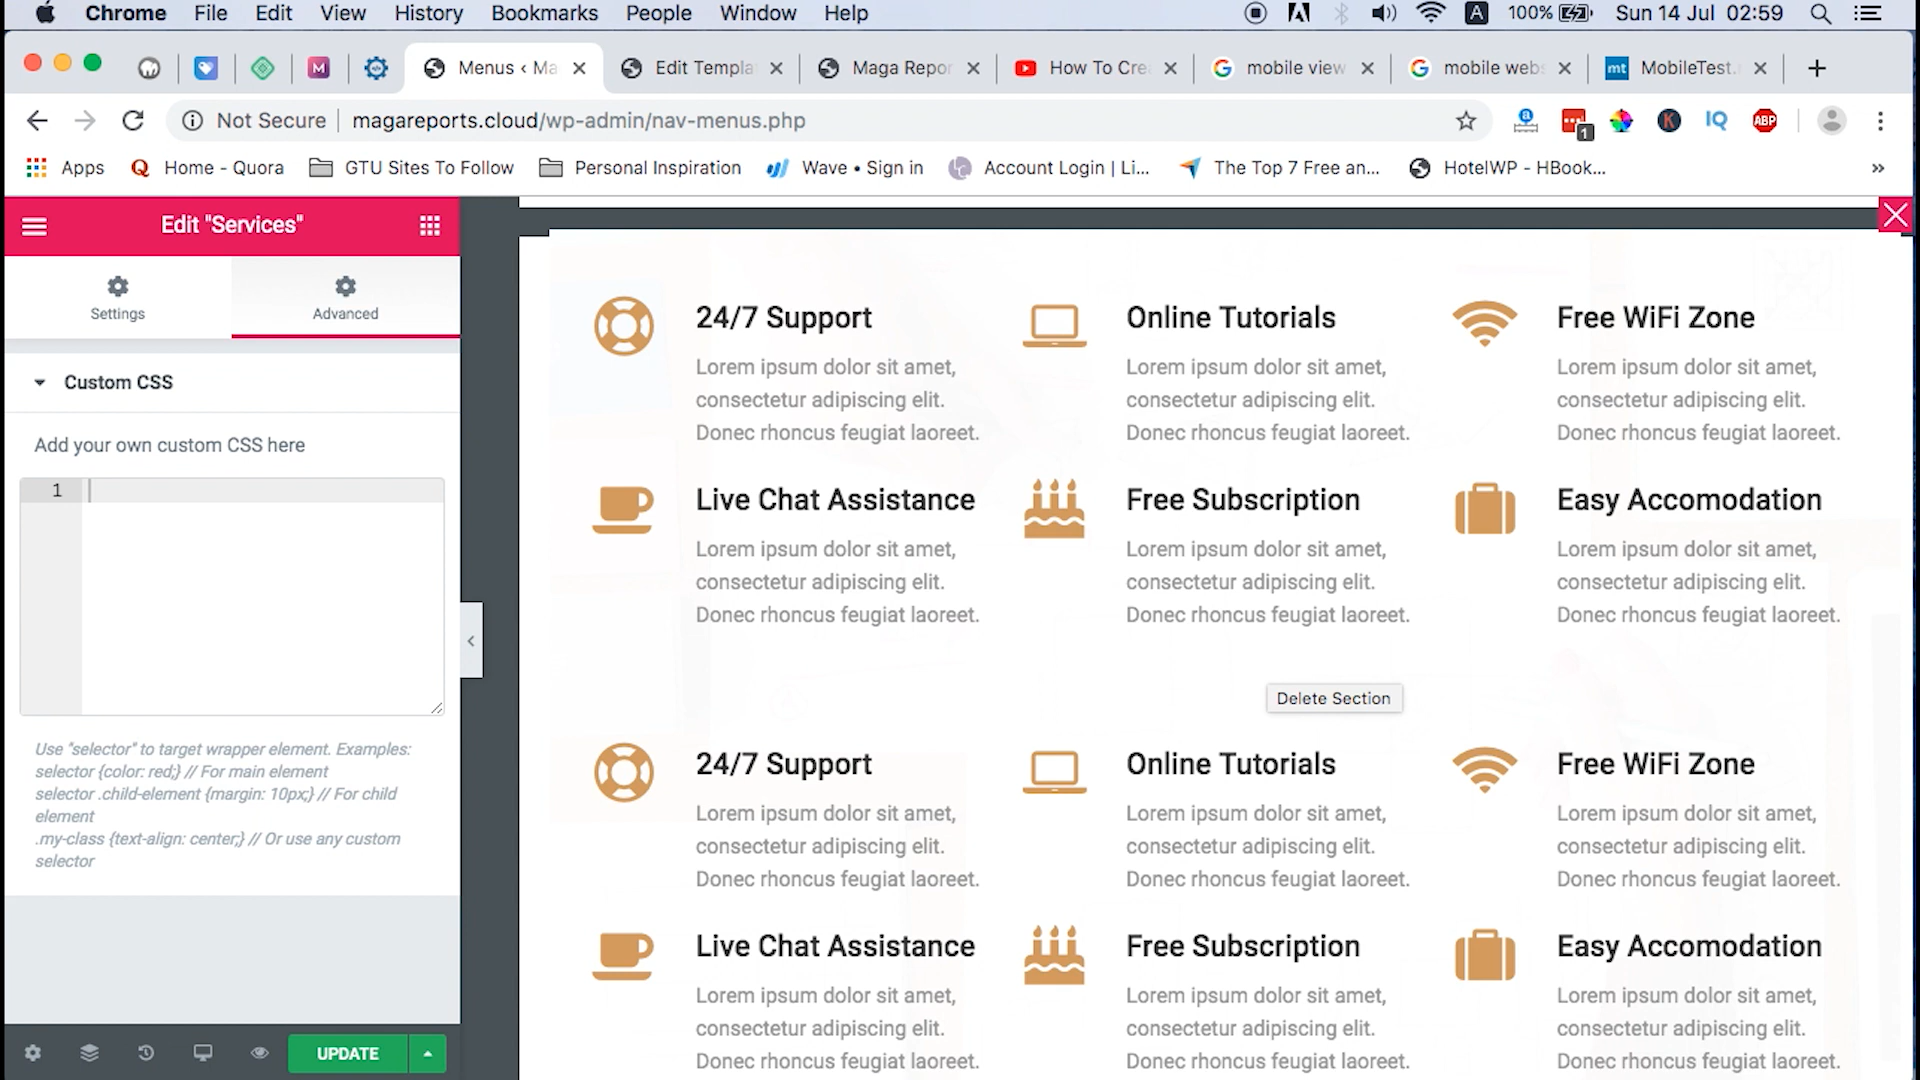 Chrome File Edit View History Bookmarks People Window Help A 100% Sun 14 Jul 02:59
M Menus ‹ Ma Edit Templa Maga Repor How To Cre G mobile view G mobile webs mt MobileTest.
Not Secure magareports.cloud/wp-admin/nav-menus.php 1 K IQ ABP
Apps Q Home - Quora GTU Sites To Follow Personal Inspiration Wave • Sign in Account Login | Li... The Top 7 Free an... HotelWP - HBook... »
Edit "Services"
Settings
Advanced
Custom CSS
Add your own custom CSS here
1
Use "selector" to target wrapper element. Examples:
selector {color: red;} // For main element
selector .child-element {margin: 10px;} // For child
element
.my-class {text-align: center;} // Or use any custom
selector
UPDATE
24/7 Support
Lorem ipsum dolor sit amet,
consectetur adipiscing elit.
Donec rhoncus feugiat laoreet.
Online Tutorials
Lorem ipsum dolor sit amet,
consectetur adipiscing elit.
Donec rhoncus feugiat laoreet.
Free WiFi Zone
Lorem ipsum dolor sit amet,
consectetur adipiscing elit.
Donec rhoncus feugiat laoreet.
Live Chat Assistance
Lorem ipsum dolor sit amet,
consectetur adipiscing elit.
Donec rhoncus feugiat laoreet.
Free Subscription
Lorem ipsum dolor sit amet,
consectetur adipiscing elit.
Donec rhoncus feugiat laoreet.
Easy Accomodation
Lorem ipsum dolor sit amet,
consectetur adipiscing elit.
Donec rhoncus feugiat laoreet.
Delete Section
24/7 Support
Lorem ipsum dolor sit amet,
consectetur adipiscing elit.
Donec rhoncus feugiat laoreet.
Online Tutorials
Lorem ipsum dolor sit amet,
consectetur adipiscing elit.
Donec rhoncus feugiat laoreet.
Free WiFi Zone
Lorem ipsum dolor sit amet,
consectetur adipiscing elit.
Donec rhoncus feugiat laoreet.
Live Chat Assistance
Lorem ipsum dolor sit amet,
consectetur adipiscing elit.
Donec rhoncus feugiat laoreet.
Free Subscription
Lorem ipsum dolor sit amet,
consectetur adipiscing elit.
Donec rhoncus feugiat laoreet.
Easy Accomodation
Lorem ipsum dolor sit amet,
consectetur adipiscing elit.
Donec rhoncus feugiat laoreet.